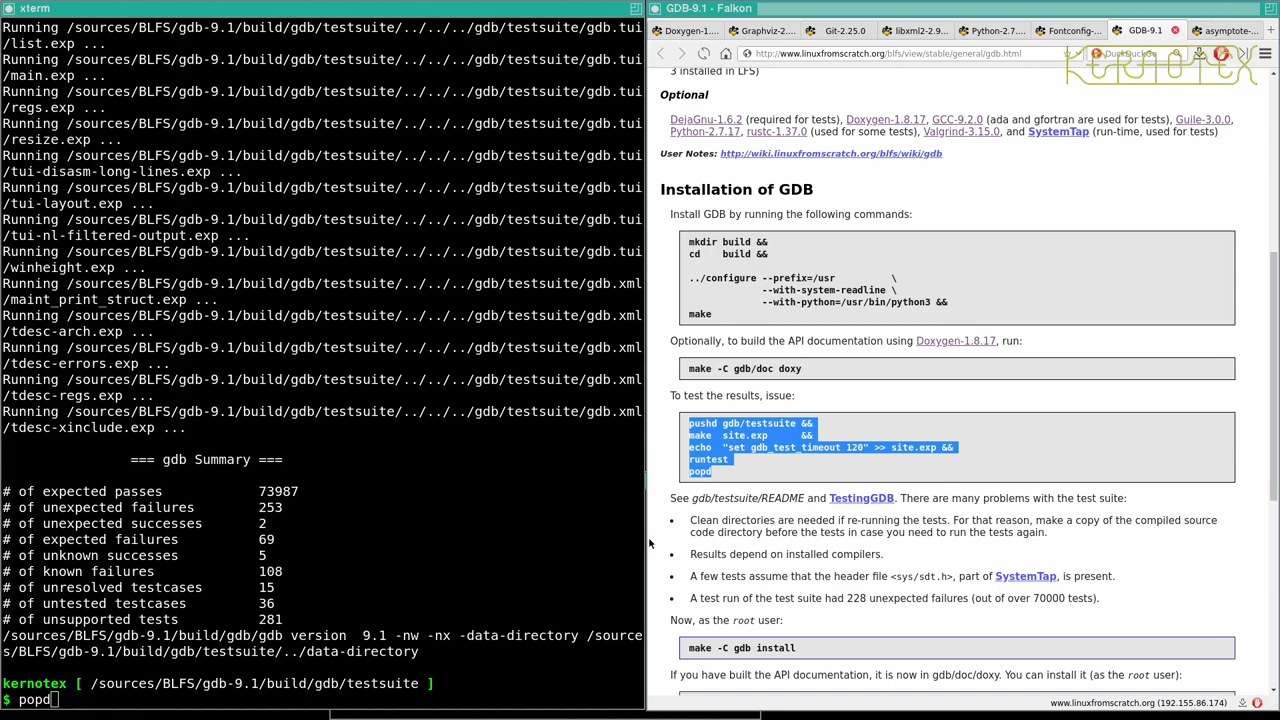 xterm
Running /sources/BLFS/gdb-9.1/build/gdb/testsuite/../../../gdb/testsuite/gdb.tui
/list.exp ...
Running /sources/BLFS/gdb-9.1/build/gdb/testsuite/../../../gdb/testsuite/gdb.tui
/main.exp ...
Running /sources/BLFS/gdb-9.1/build/gdb/testsuite/../../../gdb/testsuite/gdb.tui
/regs.exp ...
Running /sources/BLFS/gdb-9.1/build/gdb/testsuite/../../../gdb/testsuite/gdb.tui
/resize.exp ...
Running /sources/BLFS/gdb-9.1/build/gdb/testsuite/../../../gdb/testsuite/gdb.tui
/tui-disasm-long-lines.exp ...
Running /sources/BLFS/gdb-9.1/build/gdb/testsuite/../../../gdb/testsuite/gdb.tui
/tui-layout.exp ...
Running /sources/BLFS/gdb-9.1/build/gdb/testsuite/../../../gdb/testsuite/gdb.tui
/tui-nl-filtered-output.exp ...
Running /sources/BLFS/gdb-9.1/build/gdb/testsuite/../../../gdb/testsuite/gdb.tui
/winheight.exp ...
Running /sources/BLFS/gdb-9.1/build/gdb/testsuite/../../../gdb/testsuite/gdb.xml
/maint_print_struct.exp ...
Running /sources/BLFS/gdb-9.1/build/gdb/testsuite/../../../gdb/testsuite/gdb.xml
/tdesc-arch.exp ...
Running /sources/BLFS/gdb-9.1/build/gdb/testsuite/../../../gdb/testsuite/gdb.xml
/tdesc-errors.exp ...
Running /sources/BLFS/gdb-9.1/build/gdb/testsuite/../../../gdb/testsuite/gdb.xml
/tdesc-regs.exp ...
Running /sources/BLFS/gdb-9.1/build/gdb/testsuite/../../../gdb/testsuite/gdb.xml
/tdesc-xinclude.exp ...
=== gdb Summary ===
# of expected passes 73987
# of unexpected failures 253
# of unexpected successes 2
# of expected failures 69
# of unknown successes 5
# of known failures 108
# of unresolved testcases 15
# of untested testcases 36
# of unsupported tests 281
/sources/BLFS/gdb-9.1/build/gdb/gdb version  9.1 -nw -nx -data-directory /source
s/BLFS/gdb-9.1/build/gdb/testsuite/../data-directory
kernotex [ /sources/BLFS/gdb-9.1/build/gdb/testsuite ]
$ popd
GDB-9.1 - Falkon
Doxygen-1.... Graphviz-2.... Git-2.25.0 libxml2-2.9... Python-2.7.... Fontconfig-... GDB-9.1 asymptote-...
http://www.linuxfromscratch.org/blfs/view/stable/general/gdb.html DuckDuckGo
KERNOTEX
3 installed in LFS)
Optional
DejaGnu-1.6.2 (required for tests), Doxygen-1.8.17, GCC-9.2.0 (ada and gfortran are used for tests), Guile-3.0.0,
Python-2.7.17, rustc-1.37.0 (used for some tests), Valgrind-3.15.0, and SystemTap (run-time, used for tests)
User Notes: http://wiki.linuxfromscratch.org/blfs/wiki/gdb
Installation of GDB
Install GDB by running the following commands:
mkdir build &&
cd    build &&
../configure --prefix=/usr          \
--with-system-readline \
--with-python=/usr/bin/python3 &&
make
Optionally, to build the API documentation using Doxygen-1.8.17, run:
make -C gdb/doc doxy
To test the results, issue:
pushd gdb/testsuite &&
make  site.exp      &&
echo  "set gdb_test_timeout 120" >> site.exp &&
runtest
popd
See gdb/testsuite/README and TestingGDB. There are many problems with the test suite:
• Clean directories are needed if re-running the tests. For that reason, make a copy of the compiled source
code directory before the tests in case you need to run the tests again.
• Results depend on installed compilers.
• A few tests assume that the header file <sys/sdt.h>, part of SystemTap, is present.
• A test run of the test suite had 228 unexpected failures (out of over 70000 tests).
Now, as the root user:
make -C gdb install
If you have built the API documentation, it is now in gdb/doc/doxy. You can install it (as the root user):
www.linuxfromscratch.org (192.155.86.174)